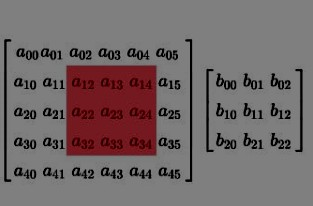 a00 a01 a02 a03 a04 a05
a10 a11 a12 a13 a14 a15 b00 b01 b02
a20 a21 a22 a23 a24 a25 b10 b11 b12
a30 a31 a32 a33 a34 a35 b20 b21 b22
a40 a41 a42 a43 a44 a45